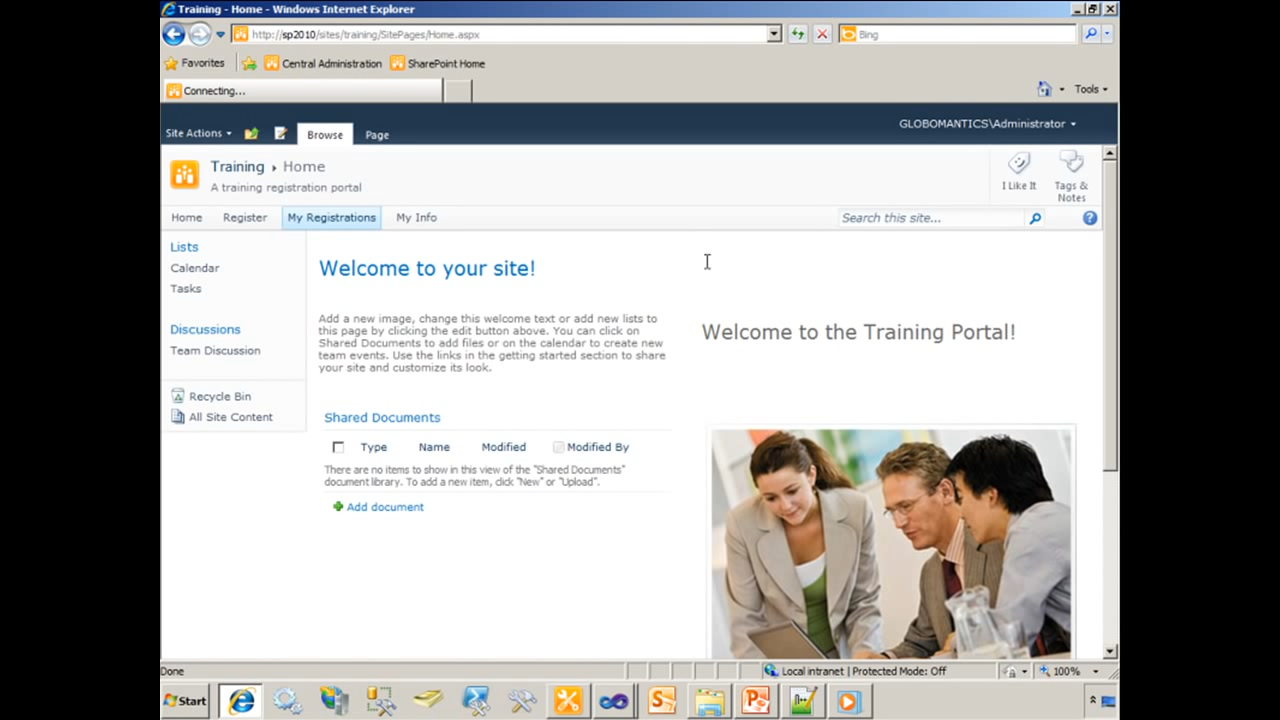 Training - Home - Windows Internet Explorer
http://sp2010/sites/training/SitePages/Home.aspx
Bing
Favorites
Central Administration
SharePoint Home
Connecting...
Tools
Site Actions
Browse
Page
GLOBOMANTICS\Administrator
Training ▸ Home
A training registration portal
I Like It
Tags &
Notes
Home
Register
My Registrations
My Info
Search this site...
Lists
Calendar
Tasks
Discussions
Team Discussion
Recycle Bin
All Site Content
Welcome to your site!
Add a new image, change this welcome text or add new lists to
this page by clicking the edit button above. You can click on
Shared Documents to add files or on the calendar to create new
team events. Use the links in the getting started section to share
your site and customize its look.
Shared Documents
Type
Name
Modified
Modified By
There are no items to show in this view of the "Shared Documents"
document library. To add a new item, click "New" or "Upload".
Add document
Welcome to the Training Portal!
Done
Local intranet | Protected Mode: Off
100%
Start